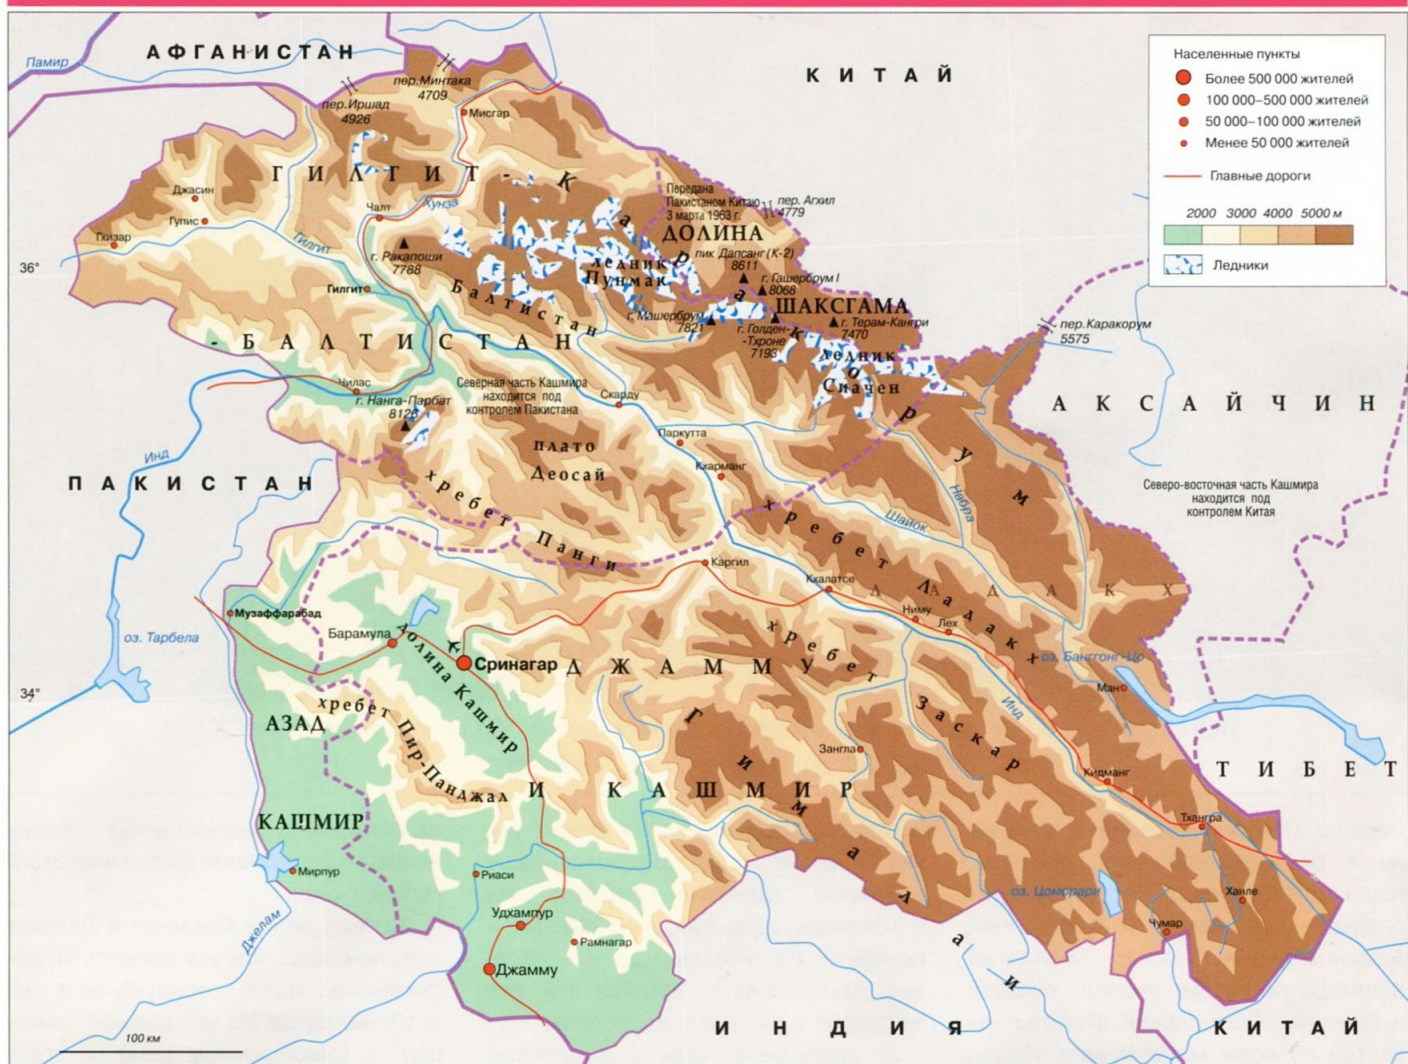 АФГАНИСТАН
КИТАЙ
Памир
пер.Минтака
4709
пер.Иршад
4926
Мисгар
Населенные пункты
Более 500 000 жителей
100 000–500 000 жителей
50 000–100 000 жителей
Менее 50 000 жителей
Главные дороги
2000 3000 4000 5000 м
Ледники
ГИЛТИТ-
Каракорум
Джасин
Гупис
Гхизар
Чалт
Хунза
Гилгит
Передана
Пакистаном Китаю
3 марта 1963 г.
пер. Агхил
4779
ДОЛИНА
36°
г. Ракапоши
7788
ледник
Пунмак
пик Дапсанг (К-2)
8611
г. Гашербрум I
8068
ШАКСГАМА
Гилгит
Балтистан
г. Машербрум
7821
г. Голден-
-Тхроне
7193
г. Терам-Кангри
7470
пер.Каракорум
5575
-БАЛТИСТАН
ледник
Сиачен
Чилас
Северная часть Кашмира
находится под
контролем Пакистана
Скарду
г. Нанга-Парбат
8126
АКСАЙЧИН
Инд
плато
Деосай
Паркутта
Кхарманг
ПАКИСТАН
хребет Панги
Северо-восточная часть Кашмира
находится под
контролем Китая
Шайок
Набра
хребет Ладакх
Каргил
Кхалатсе
ЛАДАКХ
Музаффарабад
Ниму
Лех
Барамула
оз. Тарбела
долина Кашмир
Сринагар
ДЖАММУ
хребет Заскар
оз. Банггонг-Цо
34°
Ман
АЗАД
хребет Пир-Панджал
Инд
Зангла
Гималаи
Кидманг
ТИБЕТ
И КАШМИР
КАШМИР
Тхангра
Мирпур
Риаси
оз. Цоморари
Ханле
Удхампур
Чумар
Джелам
Рамнагар
Джамму
ИНДИЯ
КИТАЙ
100 км